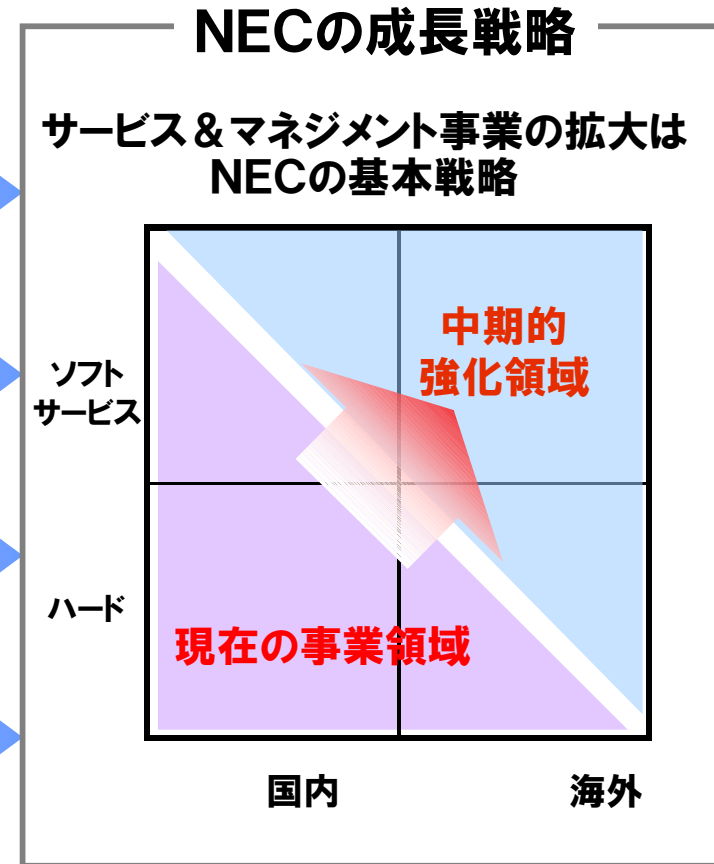 NECの成長戦略
サービス＆マネジメント事業の拡大は
NECの基本戦略
中期的
強化領域
ソフト
サービス
ハード
現在の事業領域
国内
海外